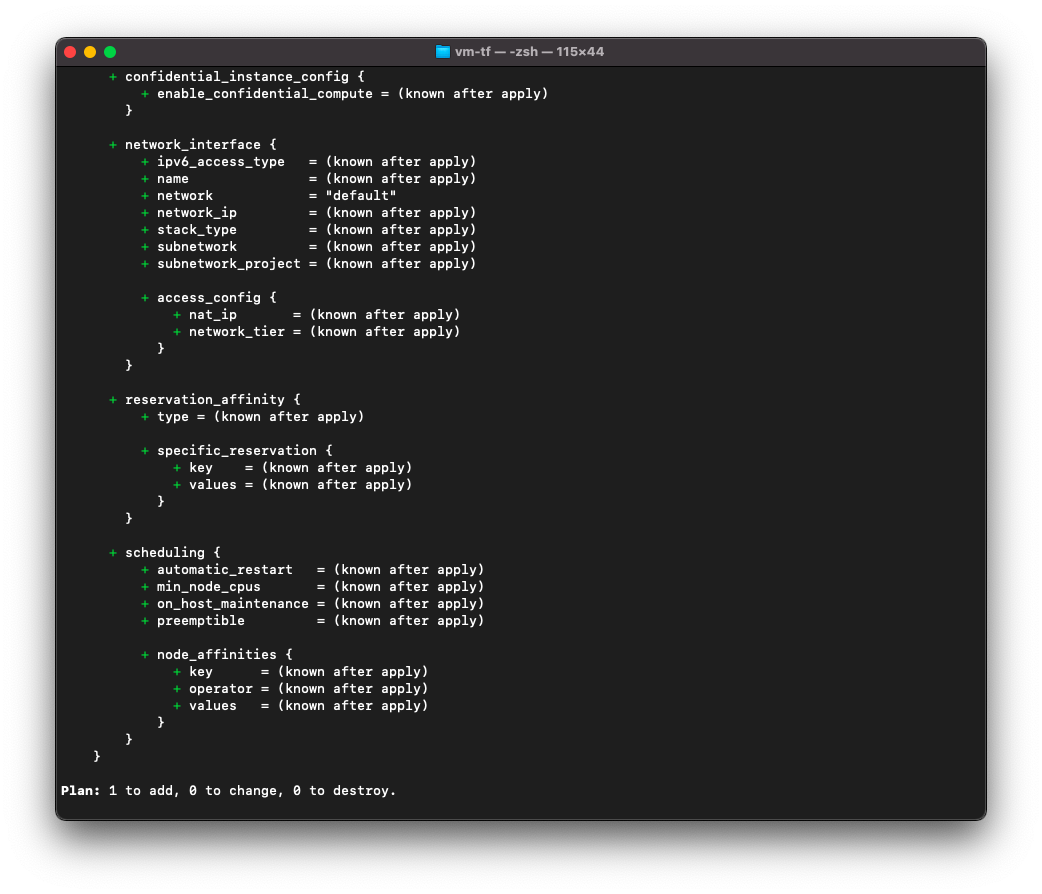 vm-tf — -zsh — 115×44
+ confidential_instance_config {
+ enable_confidential_compute = (known after apply)
}
+ network_interface {
+ ipv6_access_type   = (known after apply)
+ name               = (known after apply)
+ network            = "default"
+ network_ip         = (known after apply)
+ stack_type         = (known after apply)
+ subnetwork         = (known after apply)
+ subnetwork_project = (known after apply)
+ access_config {
+ nat_ip       = (known after apply)
+ network_tier = (known after apply)
}
}
+ reservation_affinity {
+ type = (known after apply)
+ specific_reservation {
+ key    = (known after apply)
+ values = (known after apply)
}
}
+ scheduling {
+ automatic_restart   = (known after apply)
+ min_node_cpus       = (known after apply)
+ on_host_maintenance = (known after apply)
+ preemptible         = (known after apply)
+ node_affinities {
+ key      = (known after apply)
+ operator = (known after apply)
+ values   = (known after apply)
}
}
}
Plan: 1 to add, 0 to change, 0 to destroy.